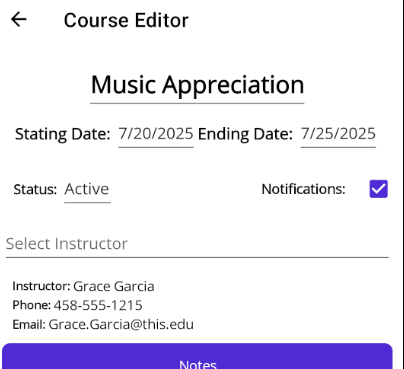 Course Editor
Music Appreciation
Stating Date: 7/20/2025 Ending Date: 7/25/2025
Status: Active Notifications:
Select Instructor
Instructor: Grace Garcia
Phone: 458-555-1215
Email: Grace.Garcia@this.edu
Notes